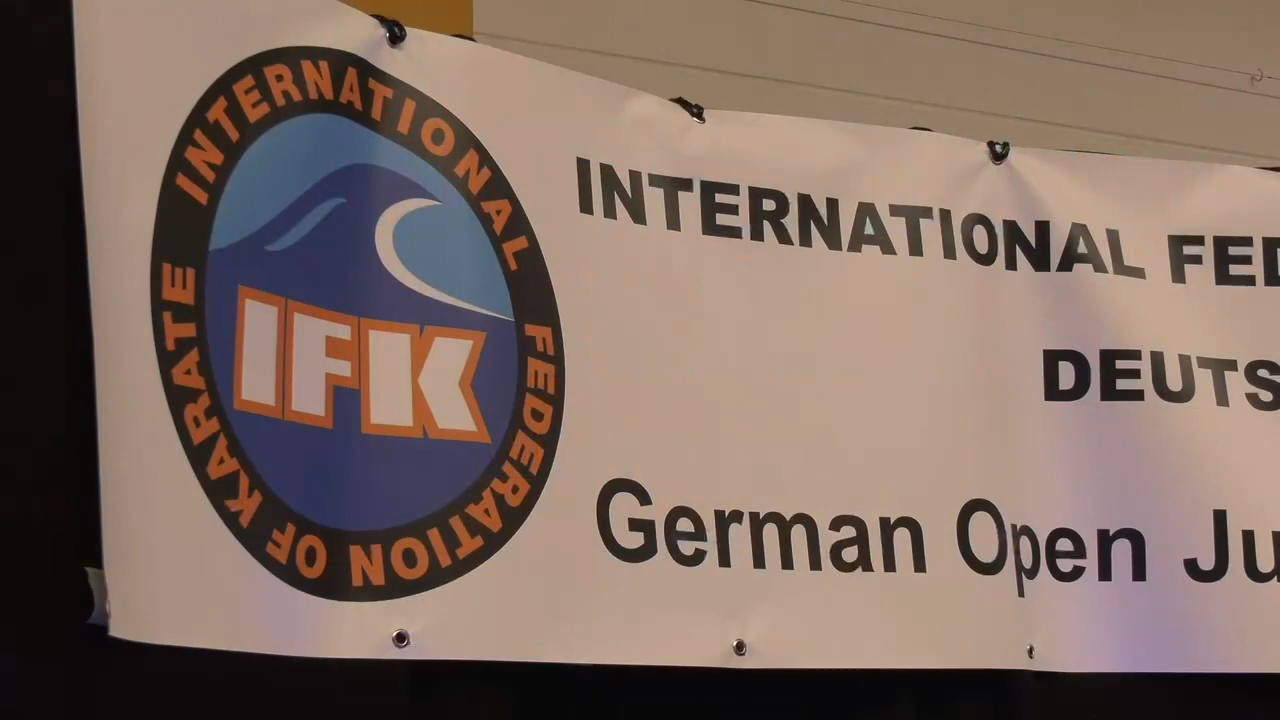 INTERNATIONAL FEDERATION OF KARATE
IFK
INTERNATIONAL FED
DEUTS
German Open Ju